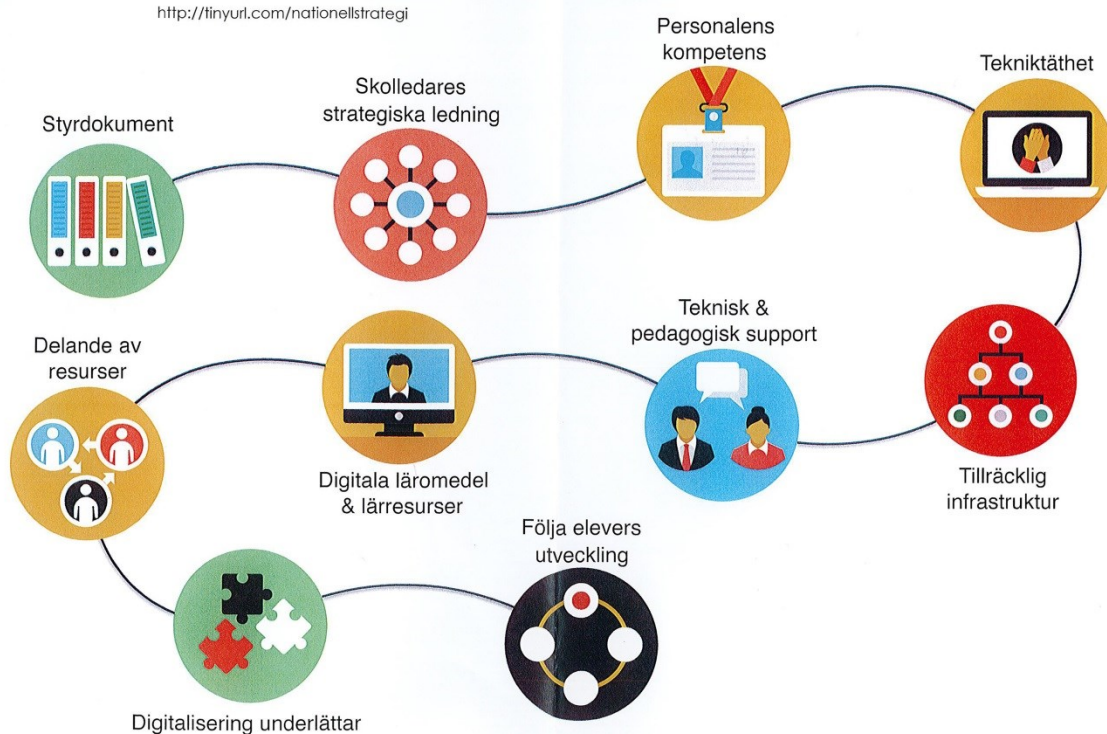 http://tinyurl.com/nationellstrategi
Styrdokument
Skolledares
strategiska ledning
Personalens
kompetens
Tekniktäthet
Tillräcklig
infrastruktur
Teknisk &
pedagogisk support
Digitala läromedel
& lärresurser
Delande av
resurser
Digitalisering underlättar
Följa elevers
utveckling